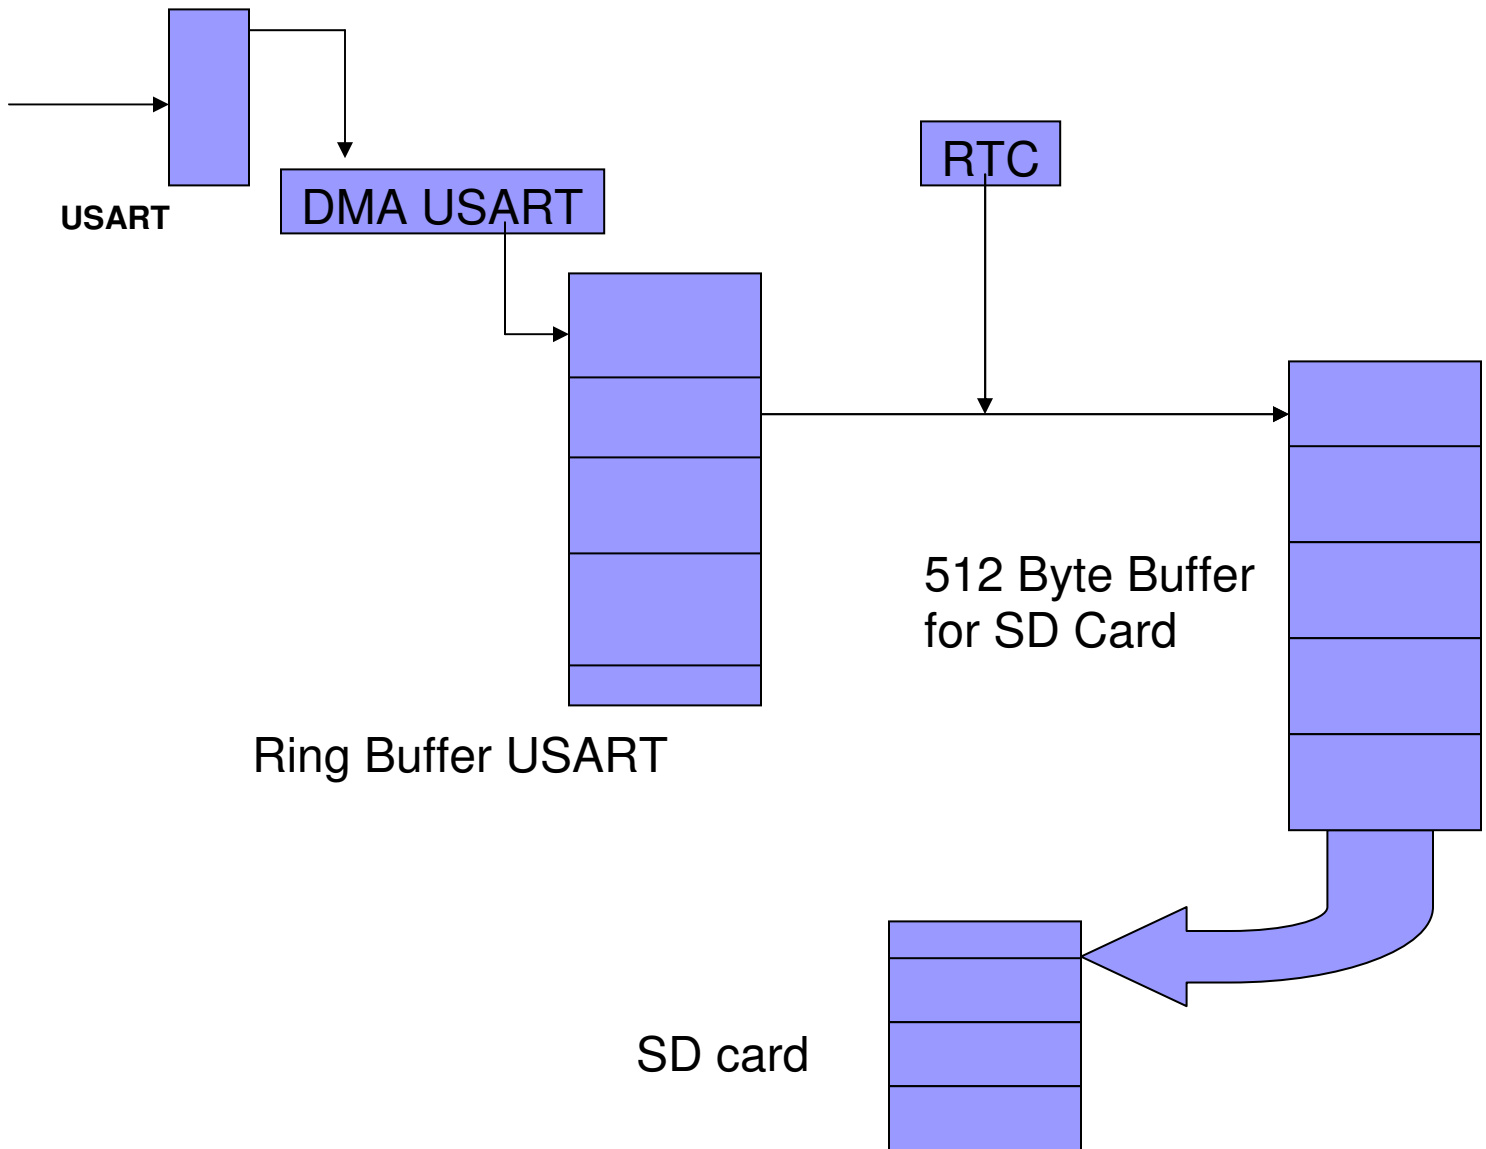 RTC
DMA USART
USART
512 Byte Buffer
for SD Card
Ring Buffer USART
SD card